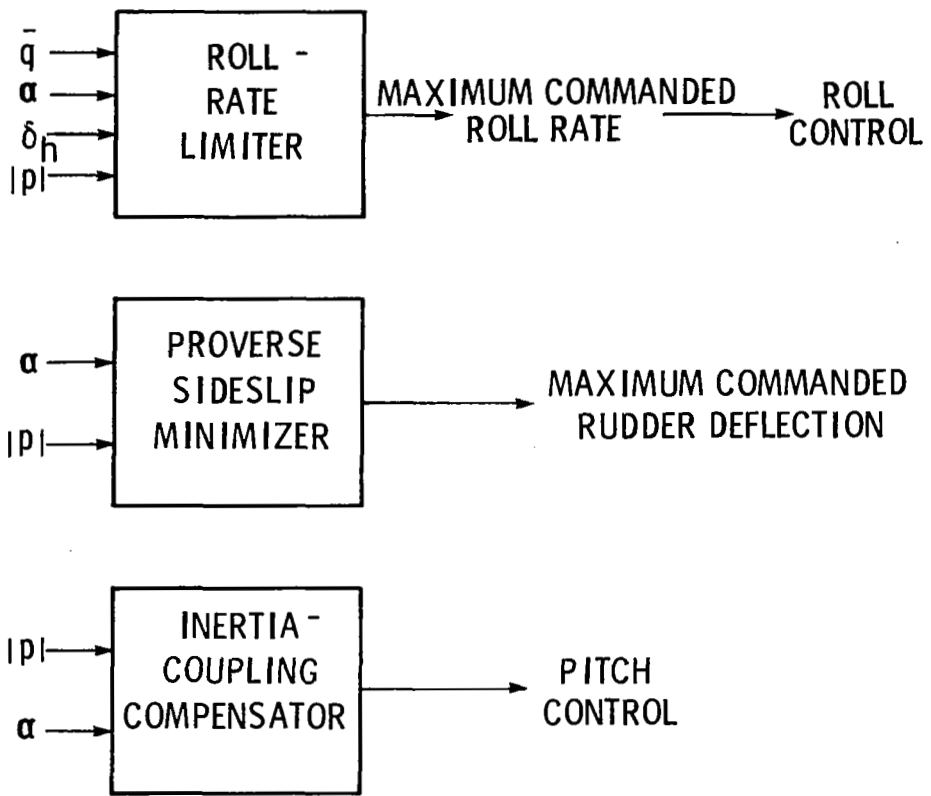 q̄
α
δh
|p|
ROLL -
RATE
LIMITER
MAXIMUM COMMANDED
ROLL RATE
ROLL
CONTROL
α
|p|
PROVERSE
SIDESLIP
MINIMIZER
MAXIMUM COMMANDED
RUDDER DEFLECTION
|p|
α
INERTIA-
COUPLING
COMPENSATOR
PITCH
CONTROL